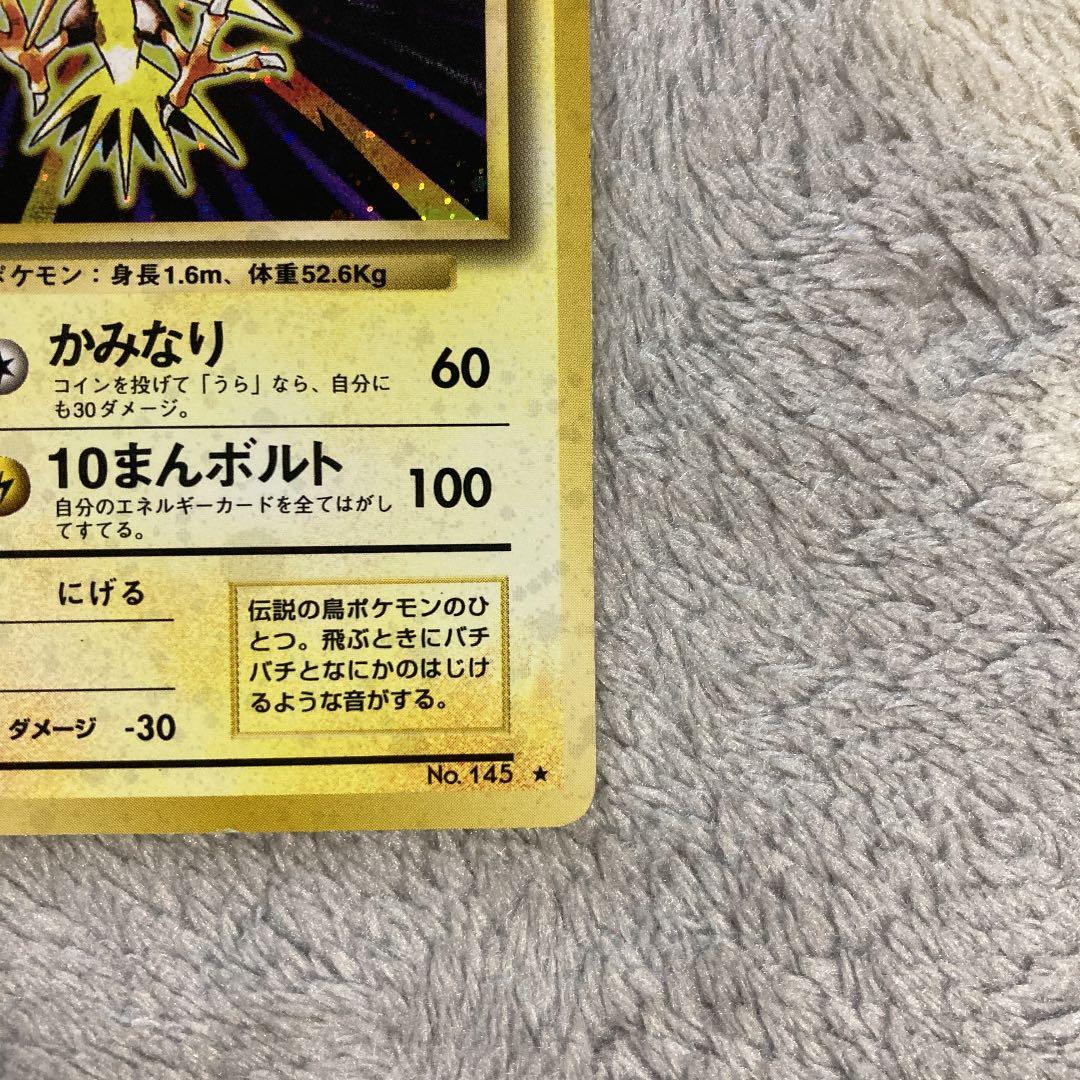 ポケモン：身長1.6m、体重52.6Kg
かみなり 60
コインを投げて「うら」なら、自分に
も30ダメージ。
10まんボルト 100
自分のエネルギーカードを全てはがし
てすてる。
にげる
伝説の鳥ポケモンのひ
とつ。飛ぶときにバチ
バチとなにかのはじけ
るような音がする。
ダメージ -30
No. 145 ★